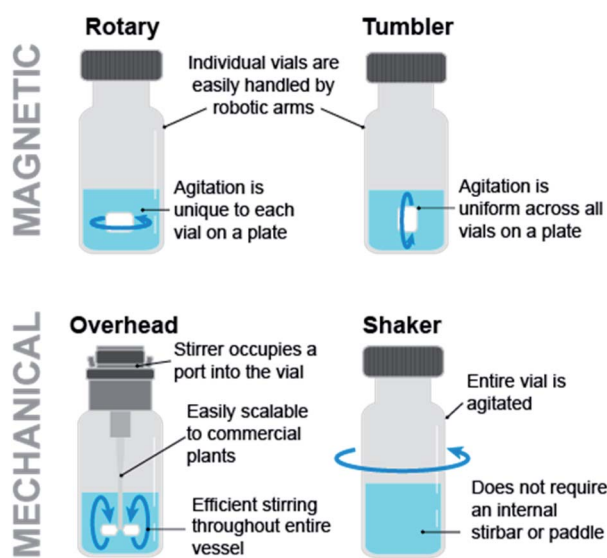 MAGNETIC
Rotary
Tumbler
Individual vials are
easily handled by
robotic arms
Agitation is
unique to each
vial on a plate
Agitation is
uniform across all
vials on a plate
MECHANICAL
Overhead
Stirrer occupies a
port into the vial
Easily scalable
to commercial
plants
Efficient stirring
throughout entire
vessel
Shaker
Entire vial is
agitated
Does not require
an internal
stirbar or paddle